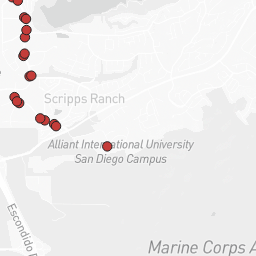 Scripps Ranch
Alliant International University
San Diego Campus
Escondido
Marine Corps A